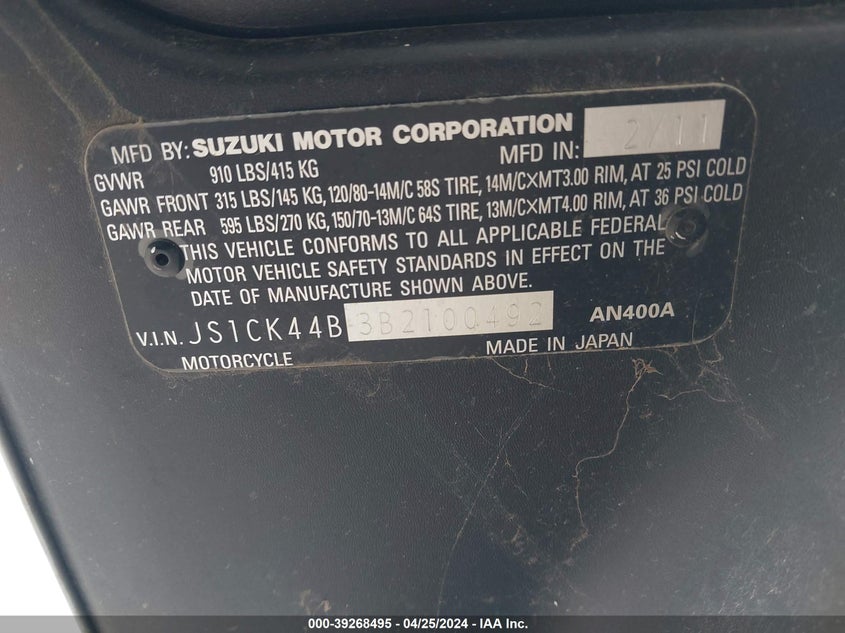 MFD BY: SUZUKI MOTOR CORPORATION
MFD IN: 2/11
GVWR 910 LBS/415 KG
GAWR FRONT 315 LBS/145 KG, 120/80-14M/C 58S TIRE, 14M/C×MT3.00 RIM, AT 25 PSI COLD
GAWR REAR 595 LBS/270 KG, 150/70-13M/C 64S TIRE, 13M/C×MT4.00 RIM, AT 36 PSI COLD
THIS VEHICLE CONFORMS TO ALL APPLICABLE FEDERAL
MOTOR VEHICLE SAFETY STANDARDS IN EFFECT ON THE
DATE OF MANUFACTURE SHOWN ABOVE.
V.I.N. JS1CK44B3B2100492 AN400A
MOTORCYCLE MADE IN JAPAN
000-39268495 - 04/25/2024 - IAA Inc.